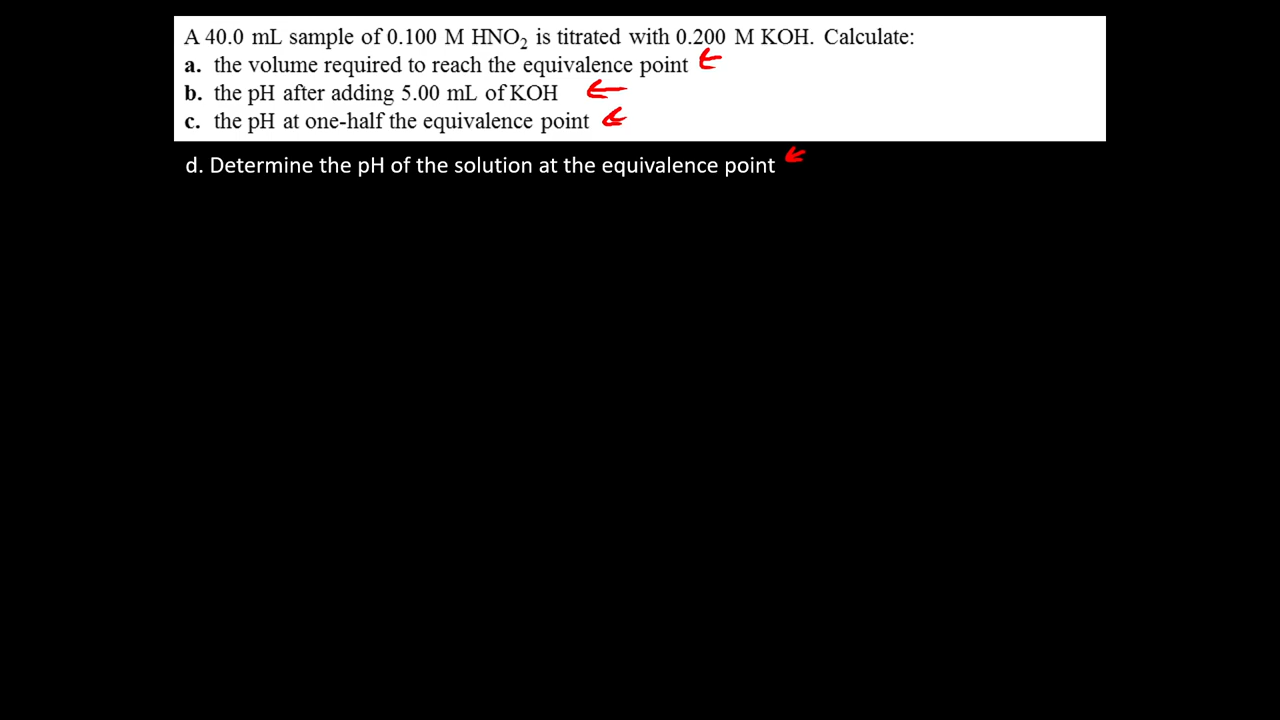 A 40.0 mL sample of 0.100 M HNO₂ is titrated with 0.200 M KOH. Calculate:
a. the volume required to reach the equivalence point
b. the pH after adding 5.00 mL of KOH
c. the pH at one-half the equivalence point
d. Determine the pH of the solution at the equivalence point